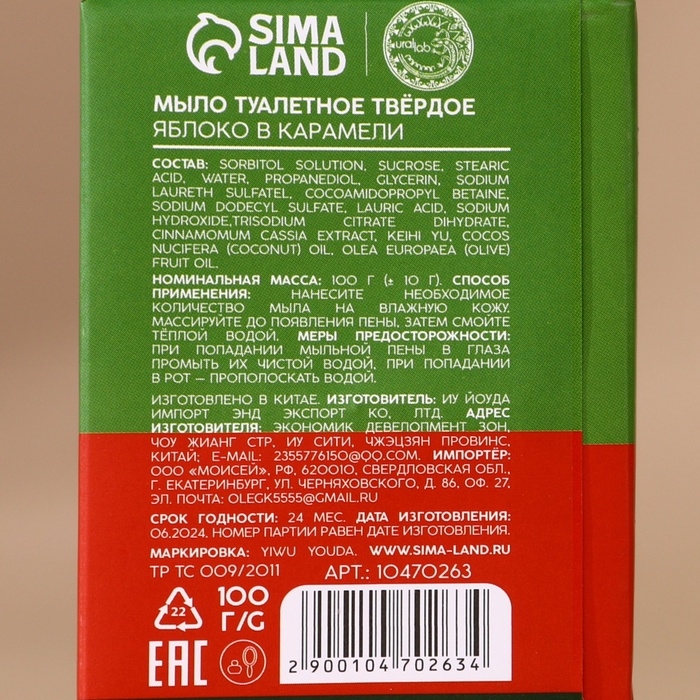 SIMA
LAND
urallab
МЫЛО ТУАЛЕТНОЕ ТВЁРДОЕ
ЯБЛОКО В КАРАМЕЛИ
СОСТАВ: SORBITOL SOLUTION, SUCROSE, STEARIC
ACID, WATER, PROPANEDIOL, GLYCERIN, SODIUM
LAURETH SULFATEL, COCOAMIDOPROPYL BETAINE,
SODIUM DODECYL SULFATE, LAURIC ACID, SODIUM
HYDROXIDE,TRISODIUM CITRATE DIHYDRATE,
CINNAMOMUM CASSIA EXTRACT, KEIHI YU, COCOS
NUCIFERA (COCONUT) OIL, OLEA EUROPAEA (OLIVE)
FRUIT OIL.
НОМИНАЛЬНАЯ МАССА: 100 Г (± 10 Г). СПОСОБ
ПРИМЕНЕНИЯ: НАНЕСИТЕ НЕОБХОДИМОЕ
КОЛИЧЕСТВО МЫЛА НА ВЛАЖНУЮ КОЖУ.
МАССИРУЙТЕ ДО ПОЯВЛЕНИЯ ПЕНЫ, ЗАТЕМ СМОЙТЕ
ТЁПЛОЙ ВОДОЙ. МЕРЫ ПРЕДОСТОРОЖНОСТИ:
ПРИ ПОПАДАНИИ МЫЛЬНОЙ ПЕНЫ В ГЛАЗА
ПРОМЫТЬ ИХ ЧИСТОЙ ВОДОЙ, ПРИ ПОПАДАНИИ
В РОТ — ПРОПОЛОСКАТЬ ВОДОЙ.
ИЗГОТОВЛЕНО В КИТАЕ. ИЗГОТОВИТЕЛЬ: ИУ ЙОУДА
ИМПОРТ ЭНД ЭКСПОРТ КО, ЛТД. АДРЕС
ИЗГОТОВИТЕЛЯ: ЭКОНОМИК ДЕВЕЛОПМЕНТ ЗОН,
ЧОУ ЖИАНГ СТР, ИУ СИТИ, ЧЖЭЦЗЯН ПРОВИНС,
КИТАЙ; E-MAIL: 2355776150@QQ.COM. ИМПОРТЁР:
ООО «МОИСЕЙ», РФ, 620010, СВЕРДЛОВСКАЯ ОБЛ.,
Г. ЕКАТЕРИНБУРГ, УЛ. ЧЕРНЯХОВСКОГО, Д. 86, ОФ. 27,
ЭЛ. ПОЧТА: OLEGK5555@GMAIL.RU
СРОК ГОДНОСТИ: 24 МЕС. ДАТА ИЗГОТОВЛЕНИЯ:
06.2024. НОМЕР ПАРТИИ РАВЕН ДАТЕ ИЗГОТОВЛЕНИЯ.
МАРКИРОВКА: YIWU YOUDA. WWW.SIMA-LAND.RU
ТР ТС 009/2011 АРТ.: 10470263
22
100
Г/G
EAC
2 900104 702634